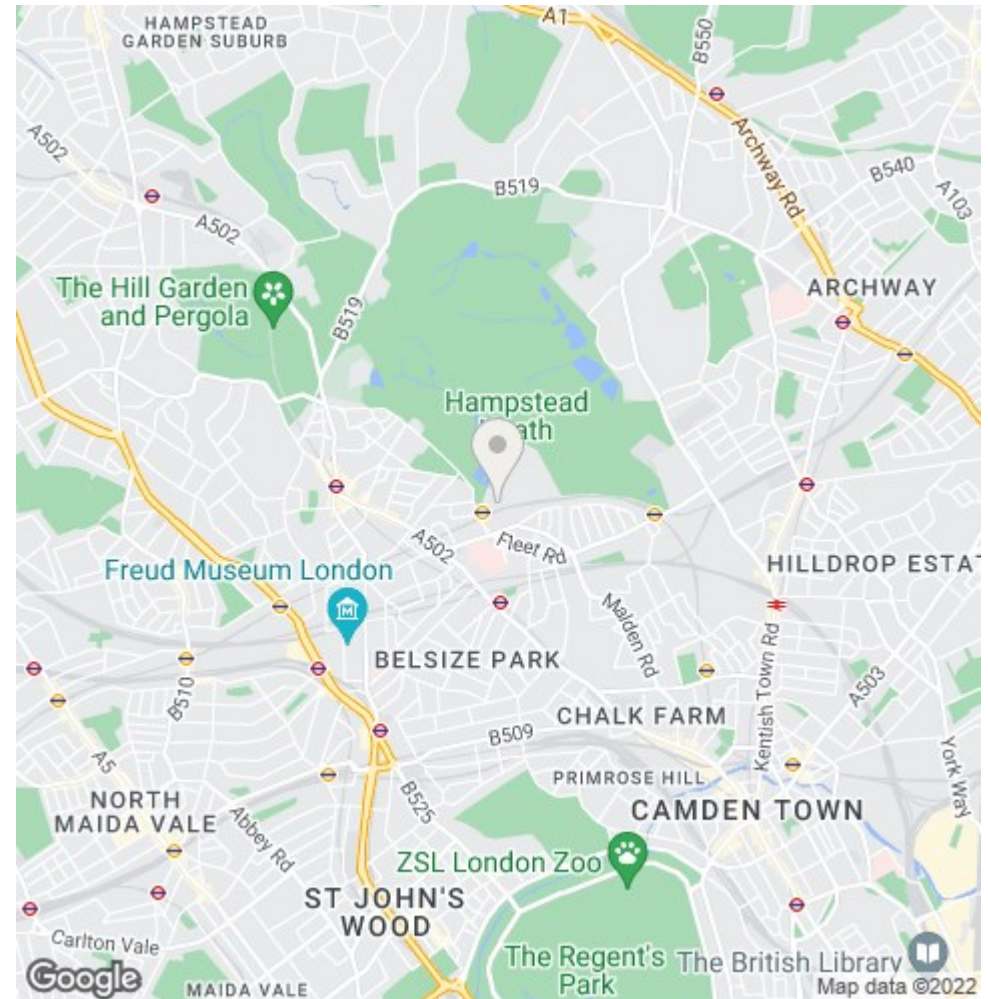 HAMPSTEAD
GARDEN SUBURB
A1
B550
A502
Archway Rd
B540
A103
B519
A502
The Hill Garden
and Pergola
B519
ARCHWAY
Hampstead
A502
Fleet Rd
HILLDROP ESTAT
Freud Museum London
Malden Rd
BELSIZE PARK
B510
Kentish Town Rd
A503
CHALK FARM
B509
A5
PRIMROSE HILL
York Way
NORTH
MAIDA VALE
B525
CAMDEN TOWN
Abbey Rd
ZSL London Zoo
ST JOHN'S
WOOD
Carlton Vale
The Regent's
Park
The British Library
Google
MAIDA VALE
Map data ©2022